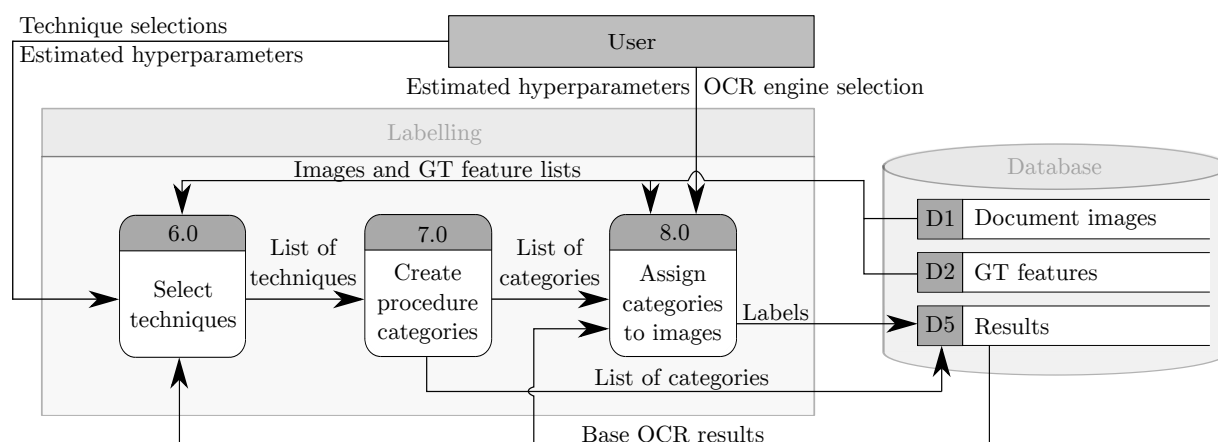 Technique selections
Estimated hyperparameters
User
Estimated hyperparameters
OCR engine selection
Labelling
Database
Images and GT feature lists
6.0
Select
techniques
List of
techniques
7.0
Create
procedure
categories
List of
categories
8.0
Assign
categories
to images
Labels
D1
Document images
D2
GT features
D5
Results
List of categories
Base OCR results